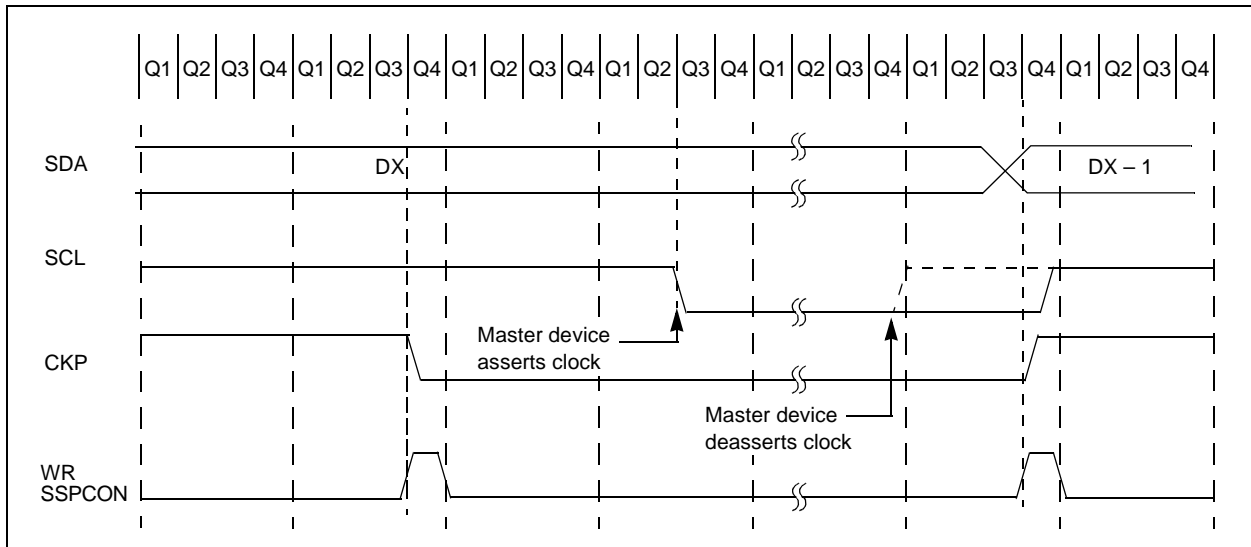 Q1 Q2 Q3 Q4 Q1 Q2 Q3 Q4 Q1 Q2 Q3 Q4 Q1 Q2 Q3 Q4 Q1 Q2 Q3 Q4 Q1 Q2 Q3 Q4 Q1 Q2 Q3 Q4
SDA
DX
DX – 1
SCL
Master device
asserts clock
CKP
Master device
deasserts clock
WR
SSPCON